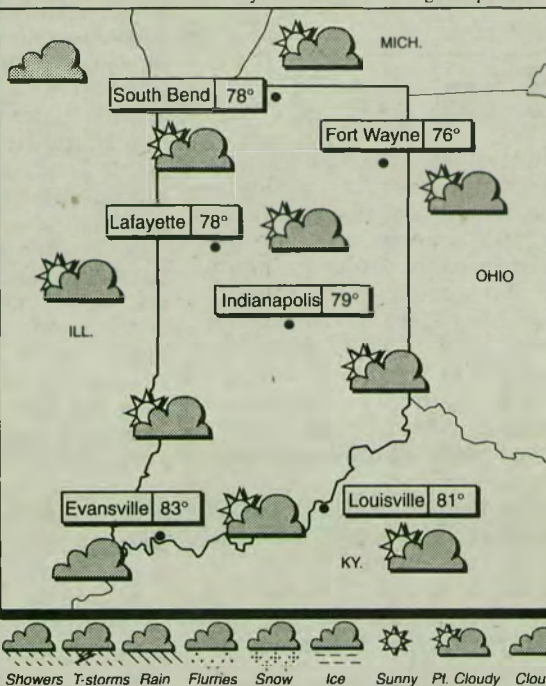 MICH.
South Bend 78°
Fort Wayne 76°
Lafayette 78°
OHIO
Indianapolis 79°
ILL.
Evansville 83°
Louisville 81°
KY.
Showers T-storms Rain Flurries Snow Ice Sunny Pt. Cloudy